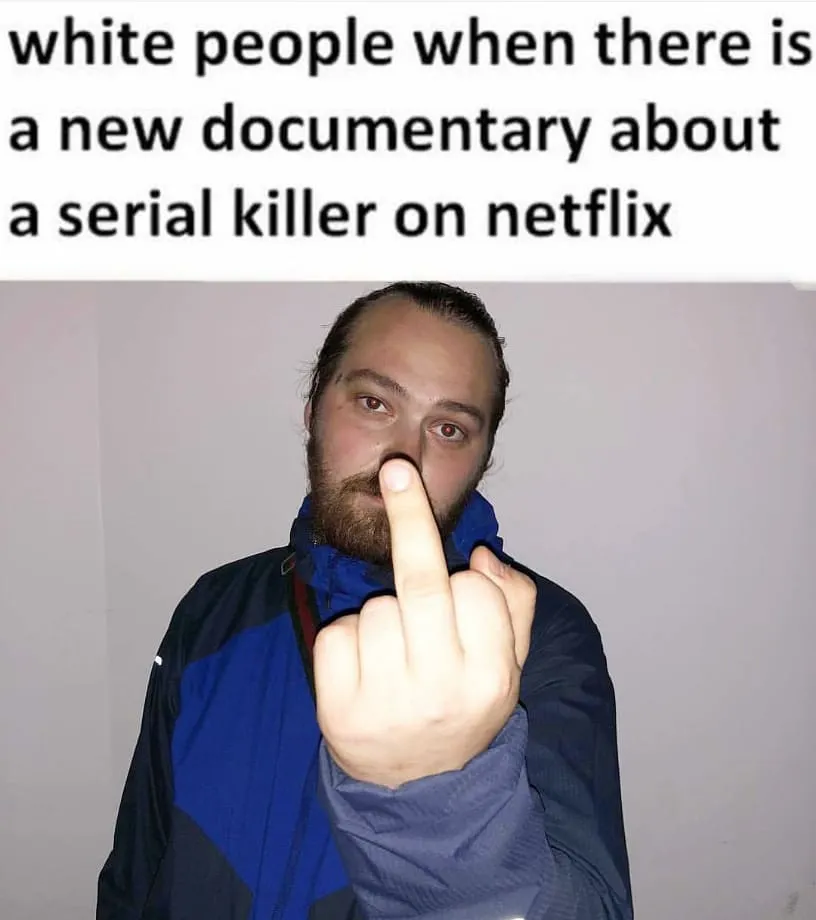 white people when there is
a new documentary about
a serial killer on netflix